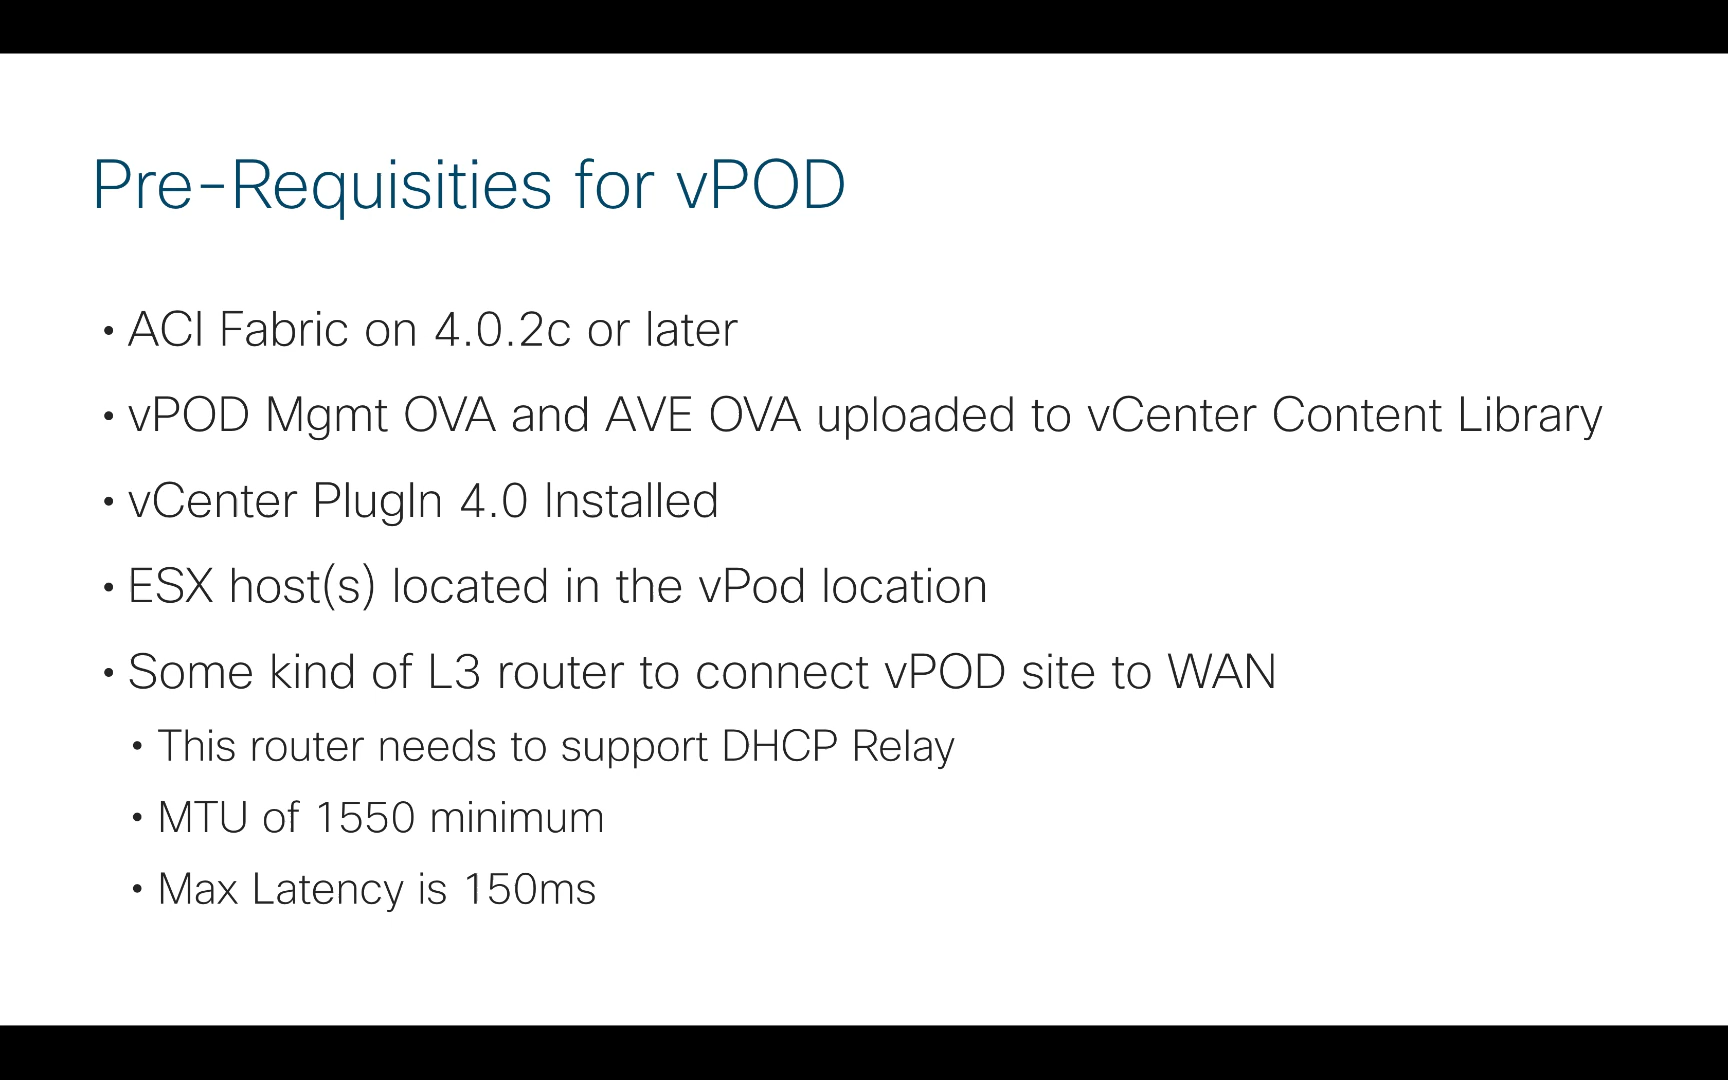 Pre-Requisities for vPOD
• ACI Fabric on 4.0.2c or later
• vPOD Mgmt OVA and AVE OVA uploaded to vCenter Content Library
• vCenter PlugIn 4.0 Installed
• ESX host(s) located in the vPod location
• Some kind of L3 router to connect vPOD site to WAN
• This router needs to support DHCP Relay
• MTU of 1550 minimum
• Max Latency is 150ms